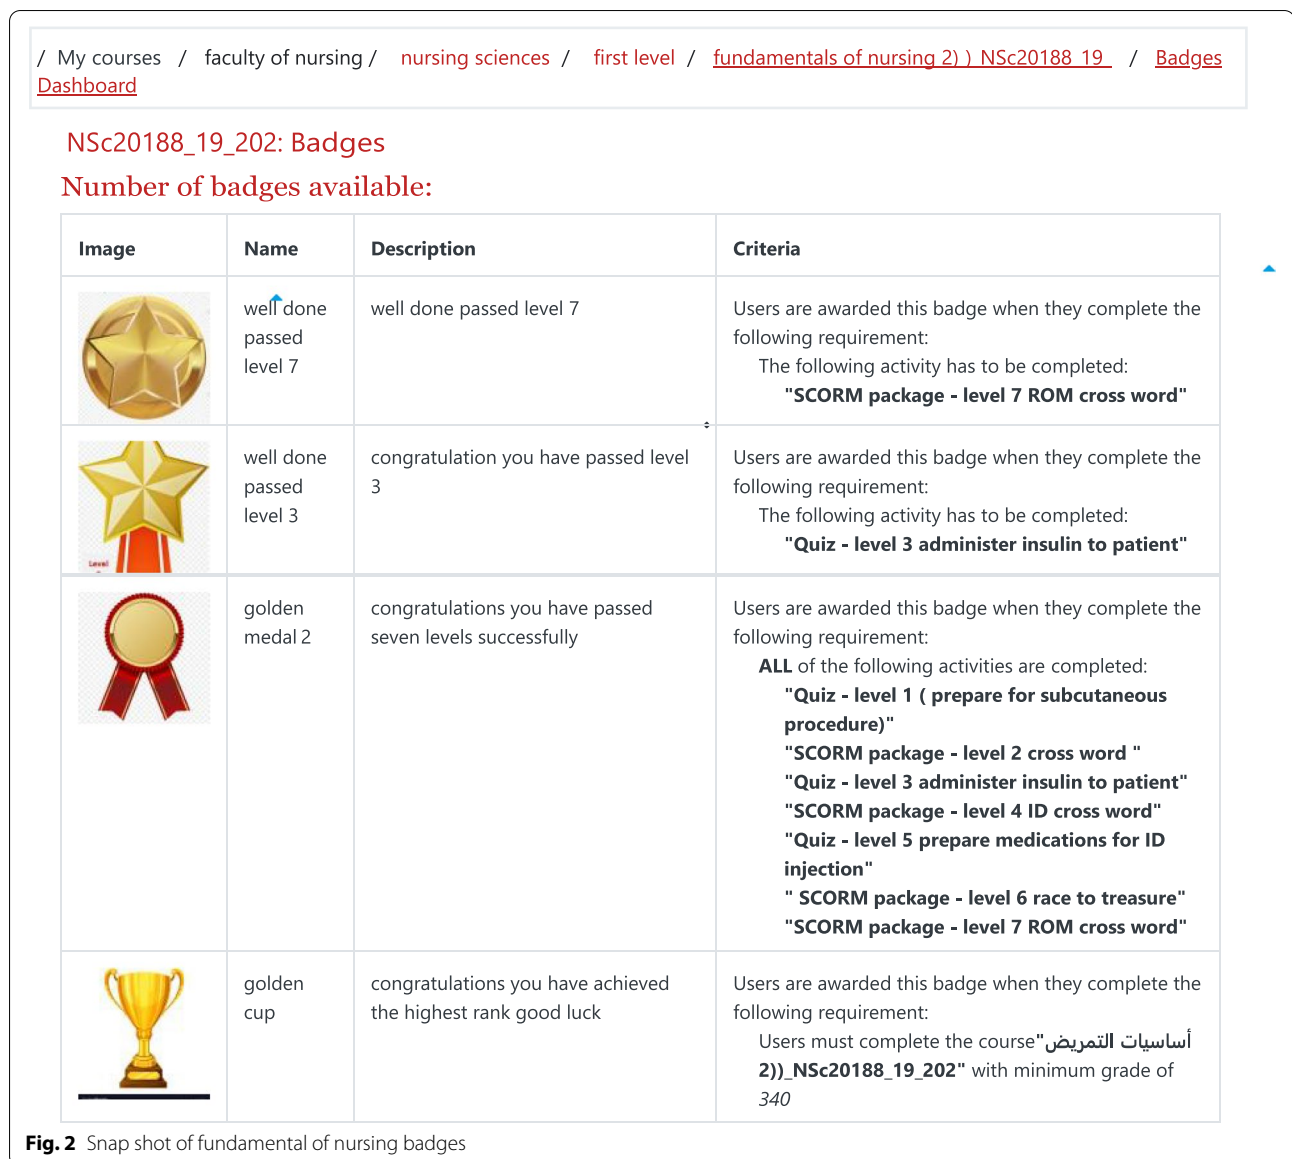 / My courses / faculty of nursing / nursing sciences / first level / fundamentals of nursing 2) )_NSc20188_19_ / Badges
Dashboard
NSc20188_19_202: Badges
Number of badges available:
Image Name Description Criteria
well done
passed
level 7
well done passed level 7
Users are awarded this badge when they complete the
following requirement:
The following activity has to be completed:
"SCORM package - level 7 ROM cross word"
Level
well done
passed
level 3
congratulation you have passed level
3
Users are awarded this badge when they complete the
following requirement:
The following activity has to be completed:
"Quiz - level 3 administer insulin to patient"
golden
medal 2
congratulations you have passed
seven levels successfully
Users are awarded this badge when they complete the
following requirement:
ALL of the following activities are completed:
"Quiz - level 1 ( prepare for subcutaneous
procedure)"
"SCORM package - level 2 cross word "
"Quiz - level 3 administer insulin to patient"
"SCORM package - level 4 ID cross word"
"Quiz - level 5 prepare medications for ID
injection"
" SCORM package - level 6 race to treasure"
"SCORM package - level 7 ROM cross word"
golden
cup
congratulations you have achieved
the highest rank good luck
Users are awarded this badge when they complete the
following requirement:
Users must complete the course"أساسيات التمريض
2))_NSc20188_19_202" with minimum grade of
340
Fig. 2 Snap shot of fundamental of nursing badges